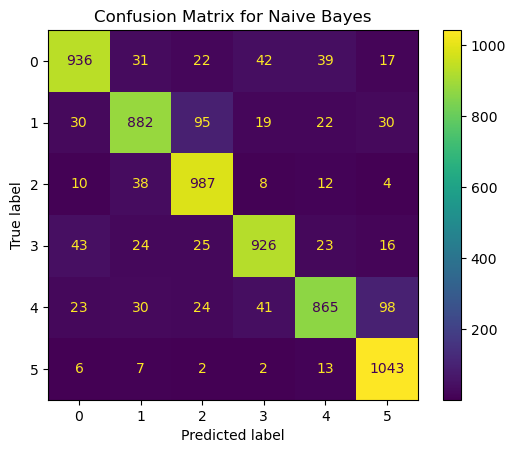 Confusion Matrix for Naive Bayes
True label
0 936 31 22 42 39 17
1 30 882 95 19 22 30
2 10 38 987 8 12 4
3 43 24 25 926 23 16
4 23 30 24 41 865 98
5 6 7 2 2 13 1043
0 1 2 3 4 5
Predicted label
1000
800
600
400
200